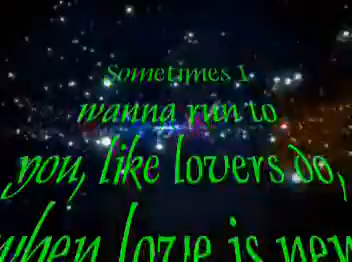 Sometimes I
wanna run to
you, like lovers do,
when love is new